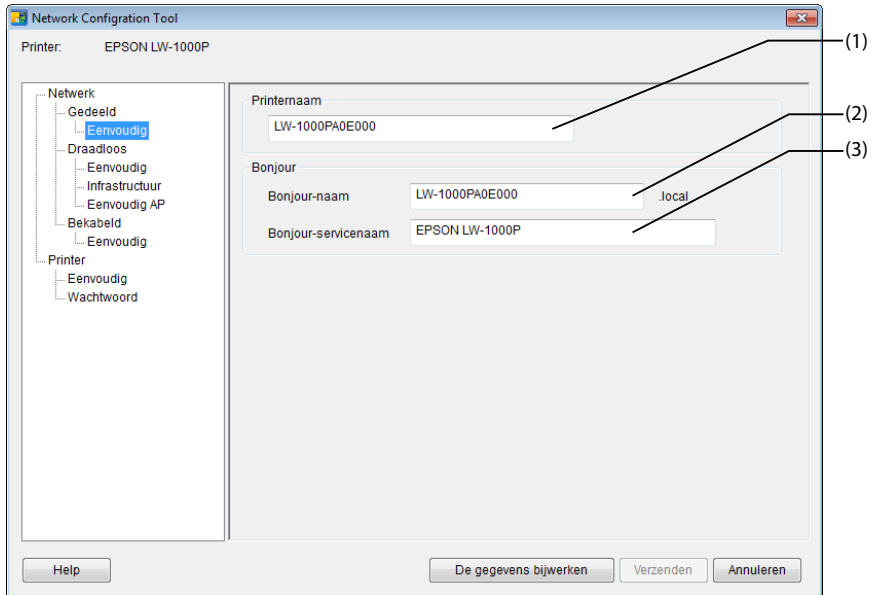 Network Configration Tool
Printer: EPSON LW-1000P
(1)
(2)
(3)
Netwerk
Gedeeld
Eenvoudig
Draadloos
Eenvoudig
Infrastructuur
Eenvoudig AP
Bekabeld
Eenvoudig
Printer
Eenvoudig
Wachtwoord
Printernaam
LW-1000PA0E000
Bonjour
Bonjour-naam LW-1000PA0E000 .local
Bonjour-servicenaam EPSON LW-1000P
Help De gegevens bijwerken Verzenden Annuleren